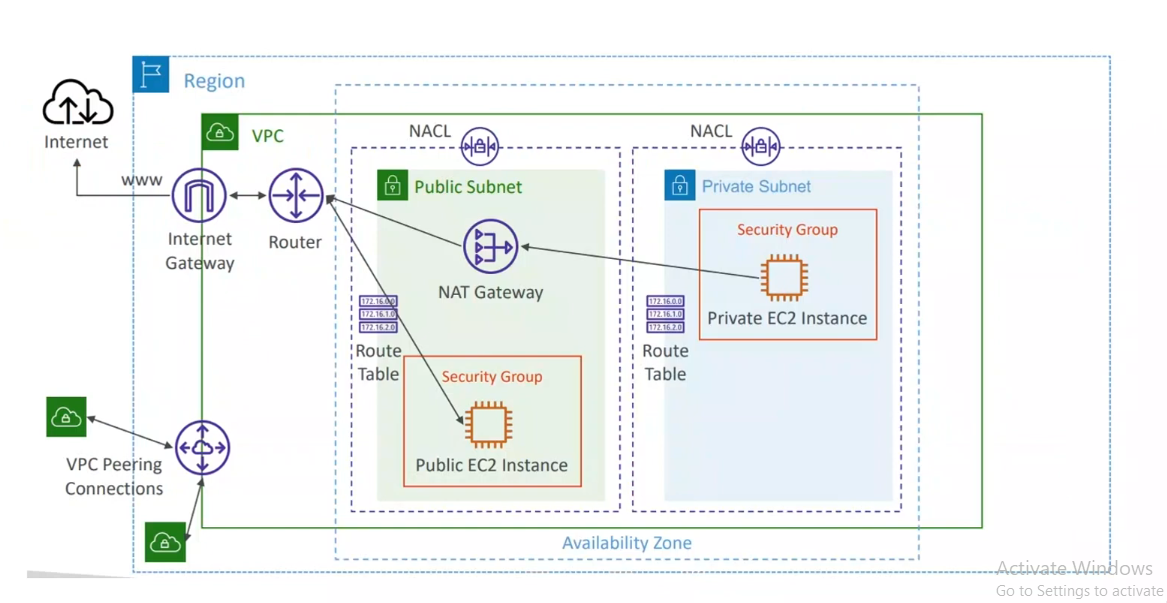 Region
Internet
VPC
NACL
NACL
Public Subnet
Private Subnet
www
Security Group
Internet
Gateway
Router
NAT Gateway
Private EC2 Instance
172.16.0.0
172.16.1.0
172.16.2.0
172.16.0.0
172.16.1.0
172.16.2.0
Route
Table
Route
Table
Security Group
Public EC2 Instance
VPC Peering
Connections
Availability Zone
Activate Windows
Go to Settings to activate